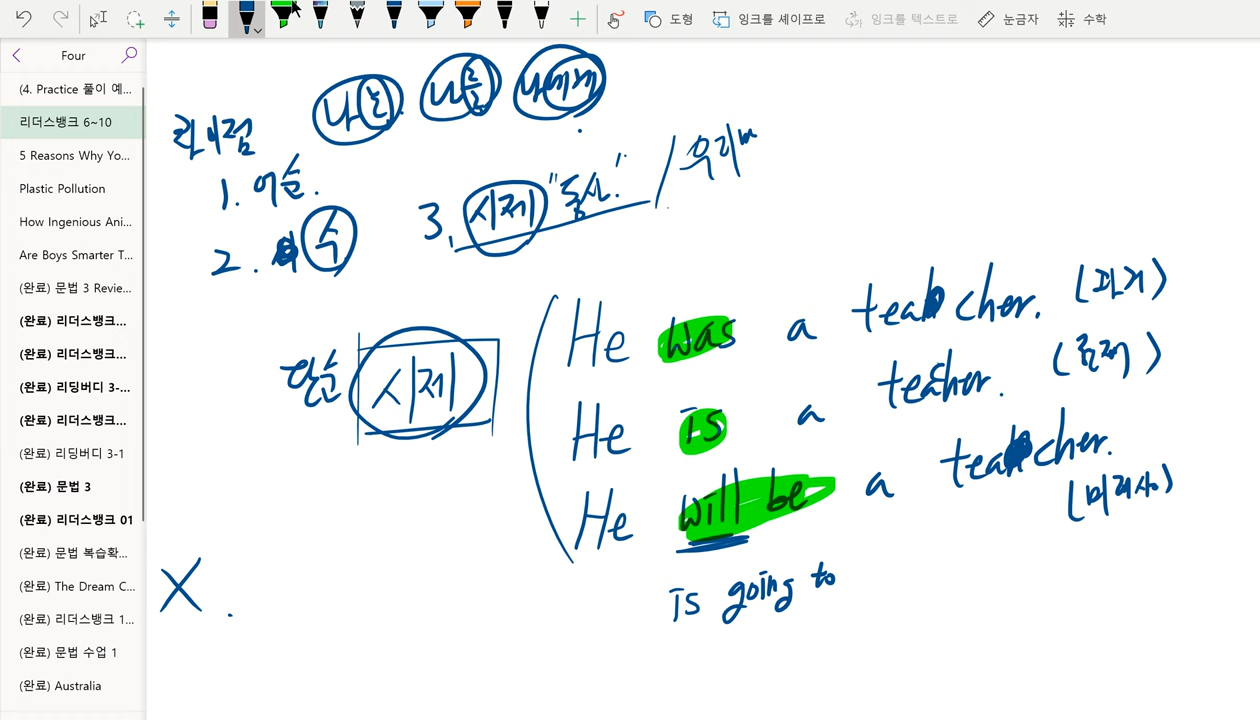 도형
잉크를 셰이프로
잉크를 텍스트로
눈금자
수학
Four
(4. Practice 풀이 예...
리더스뱅크 6~10
5 Reasons Why Yo...
Plastic Pollution
How Ingenious Ani...
Are Boys Smarter T...
(완료) 문법 3 Revie...
(완료) 리더스뱅크...
(완료) 리더스뱅크...
(완료) 리딩버디 3-...
(완료) 리더스뱅크...
(완료) 리딩버디 3-1
(완료) 문법 3
(완료) 리더스뱅크 01
(완료) 문법 복습확...
(완료) The Dream C...
(완료) 리더스뱅크 1...
(완료) 문법 수업 1
(완료) Australia
나는 나를 나에게
1. 어순.
2. 수
3. 시제 "동사." /
단순 시제
He was a teacher. (과거)
He is a teacher. (현재)
He will be a teacher.
is going to
X.